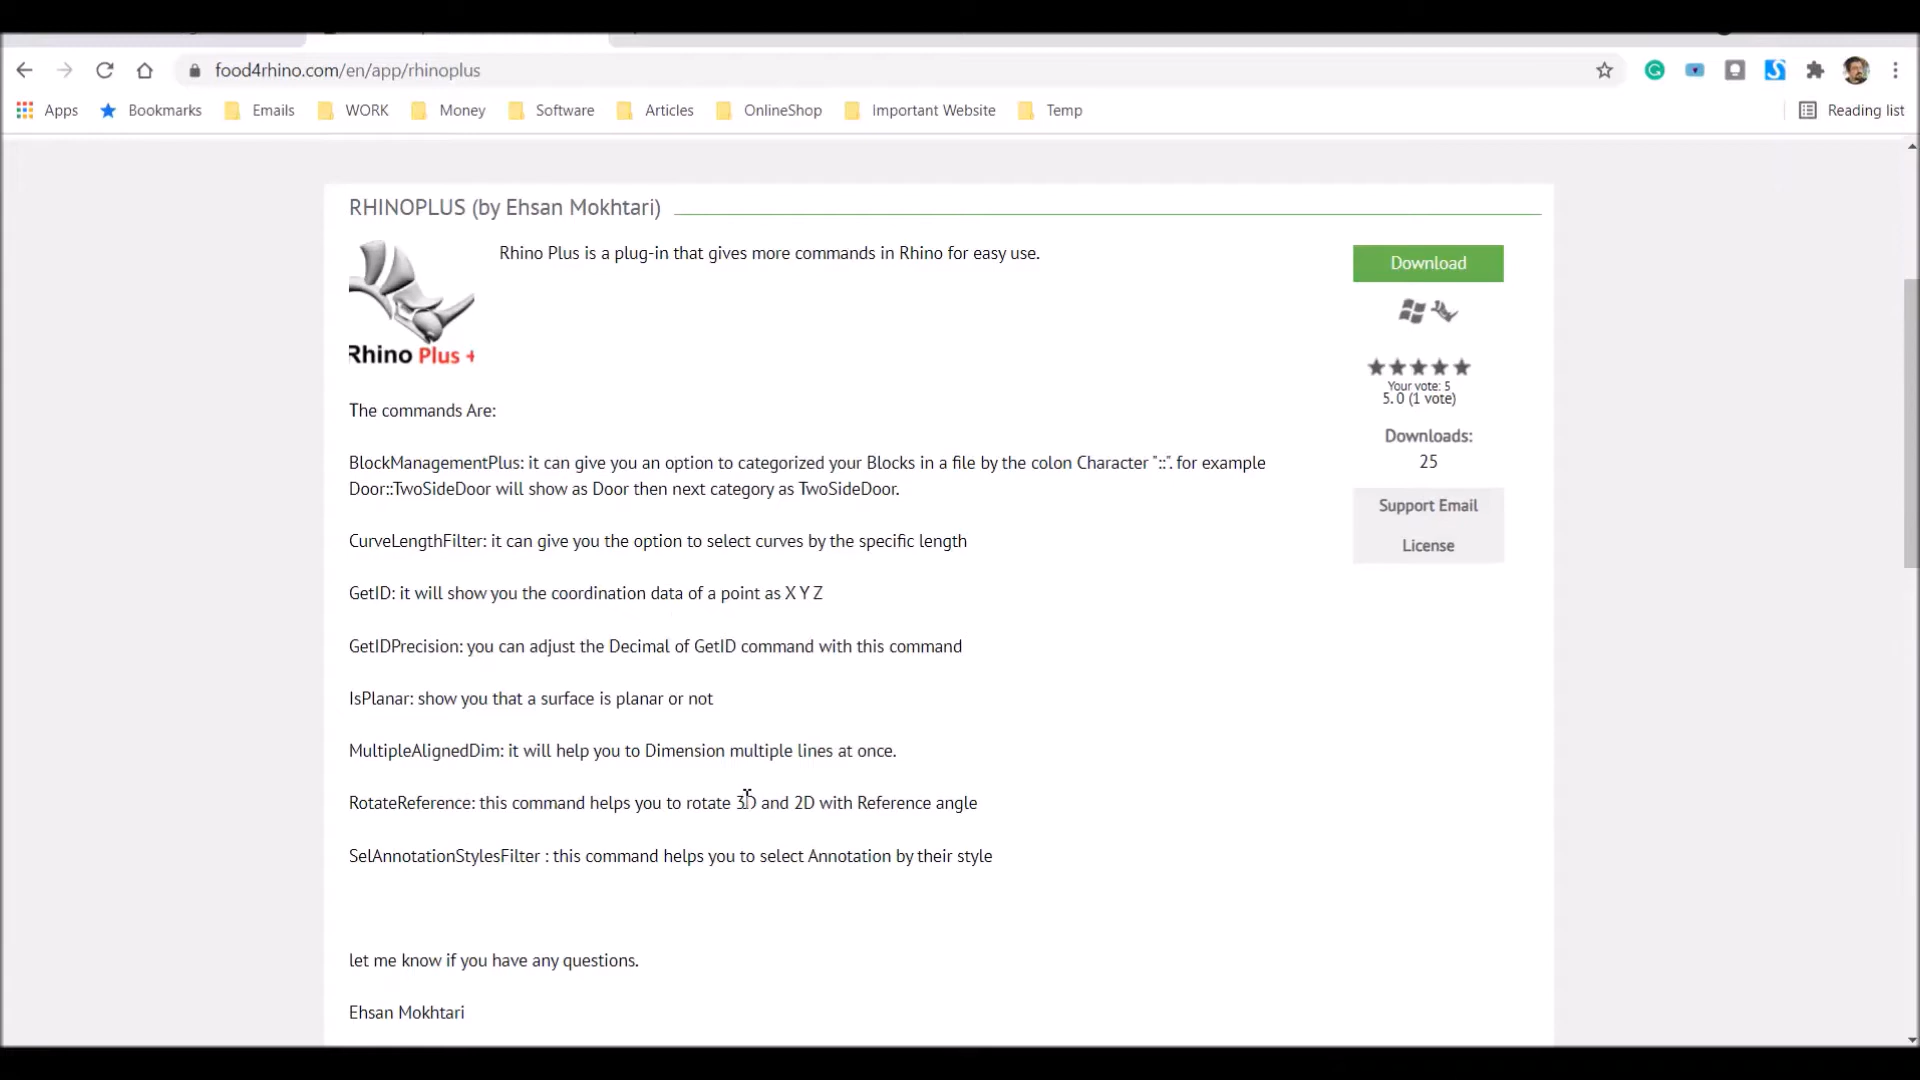 food4rhino.com/en/app/rhinoplus
Apps Bookmarks Emails WORK Money Software Articles OnlineShop Important Website Temp Reading list
RHINOPLUS (by Ehsan Mokhtari)
Rhino Plus is a plug-in that gives more commands in Rhino for easy use.
Download
Rhino Plus +
Your vote: 5
5.0 (1 vote)
The commands Are:
Downloads:
25
BlockManagementPlus: it can give you an option to categorized your Blocks in a file by the colon Character "::". for example
Door::TwoSideDoor will show as Door then next category as TwoSideDoor.
Support Email
License
CurveLengthFilter: it can give you the option to select curves by the specific length
GetID: it will show you the coordination data of a point as X Y Z
GetIDPrecision: you can adjust the Decimal of GetID command with this command
IsPlanar: show you that a surface is planar or not
MultipleAlignedDim: it will help you to Dimension multiple lines at once.
RotateReference: this command helps you to rotate 3D and 2D with Reference angle
SelAnnotationStylesFilter : this command helps you to select Annotation by their style
let me know if you have any questions.
Ehsan Mokhtari